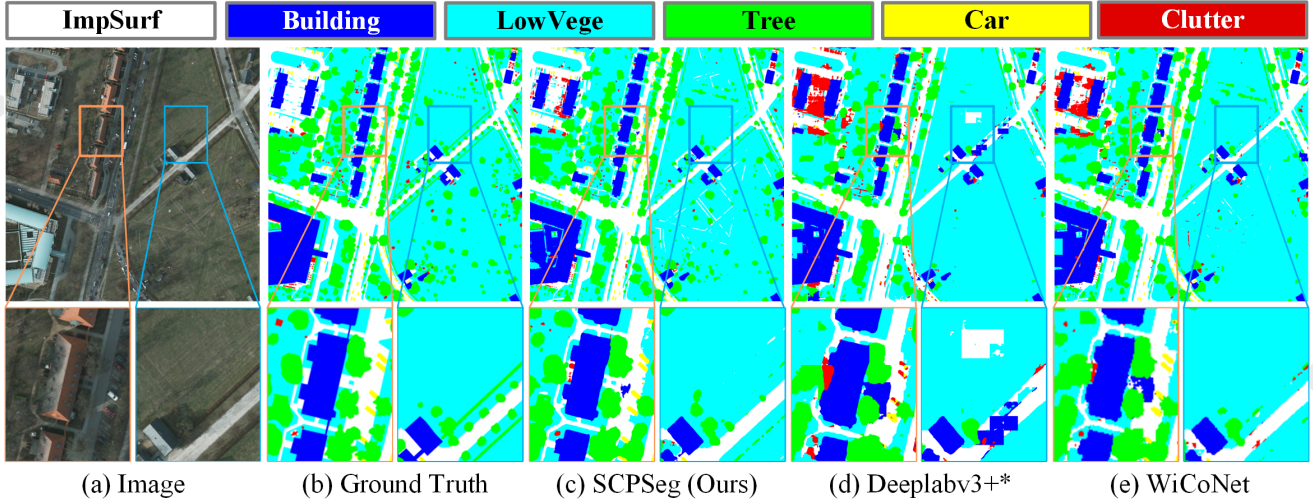 ImpSurf Building LowVege Tree Car Clutter
(a) Image (b) Ground Truth (c) SCPSeg (Ours) (d) Deeplabv3+* (e) WiCoNet